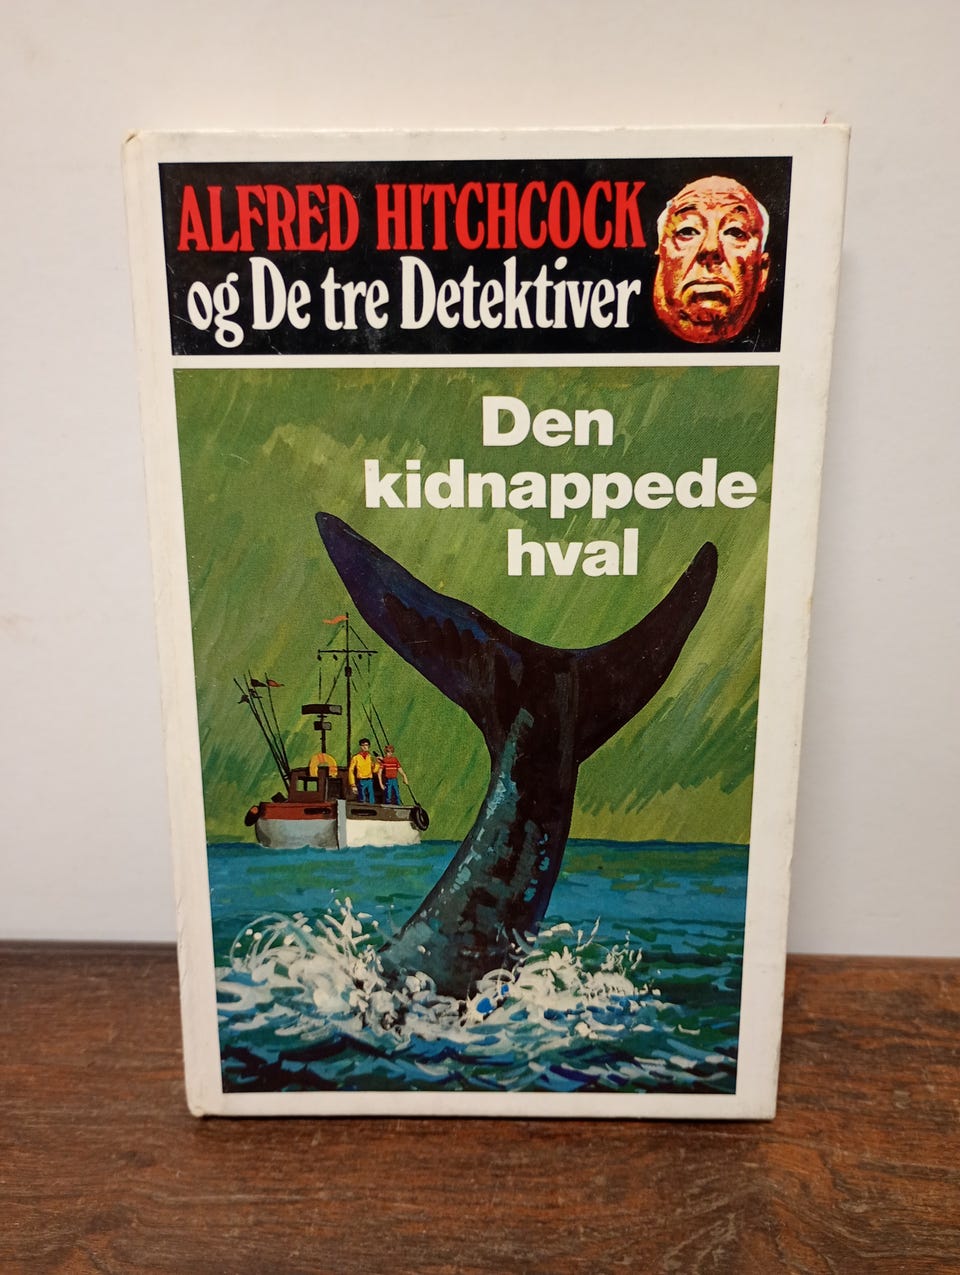 ALFRED HITCHCOCK
og De tre Detektiver
Den
kidnappede
hval